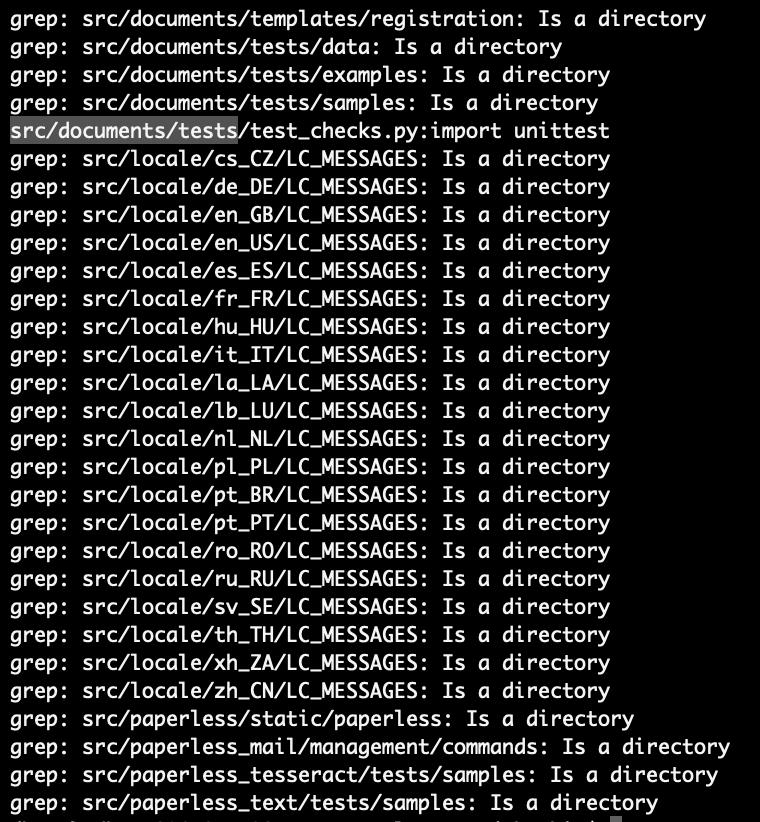 grep: src/documents/templates/registration: Is a directory
grep: src/documents/tests/data: Is a directory
grep: src/documents/tests/examples: Is a directory
grep: src/documents/tests/samples: Is a directory
src/documents/tests/test_checks.py:import unittest
grep: src/locale/cs_CZ/LC_MESSAGES: Is a directory
grep: src/locale/de_DE/LC_MESSAGES: Is a directory
grep: src/locale/en_GB/LC_MESSAGES: Is a directory
grep: src/locale/en_US/LC_MESSAGES: Is a directory
grep: src/locale/es_ES/LC_MESSAGES: Is a directory
grep: src/locale/fr_FR/LC_MESSAGES: Is a directory
grep: src/locale/hu_HU/LC_MESSAGES: Is a directory
grep: src/locale/it_IT/LC_MESSAGES: Is a directory
grep: src/locale/la_LA/LC_MESSAGES: Is a directory
grep: src/locale/lb_LU/LC_MESSAGES: Is a directory
grep: src/locale/nl_NL/LC_MESSAGES: Is a directory
grep: src/locale/pl_PL/LC_MESSAGES: Is a directory
grep: src/locale/pt_BR/LC_MESSAGES: Is a directory
grep: src/locale/pt_PT/LC_MESSAGES: Is a directory
grep: src/locale/ro_RO/LC_MESSAGES: Is a directory
grep: src/locale/ru_RU/LC_MESSAGES: Is a directory
grep: src/locale/sv_SE/LC_MESSAGES: Is a directory
grep: src/locale/th_TH/LC_MESSAGES: Is a directory
grep: src/locale/xh_ZA/LC_MESSAGES: Is a directory
grep: src/locale/zh_CN/LC_MESSAGES: Is a directory
grep: src/paperless/static/paperless: Is a directory
grep: src/paperless_mail/management/commands: Is a directory
grep: src/paperless_tesseract/tests/samples: Is a directory
grep: src/paperless_text/tests/samples: Is a directory